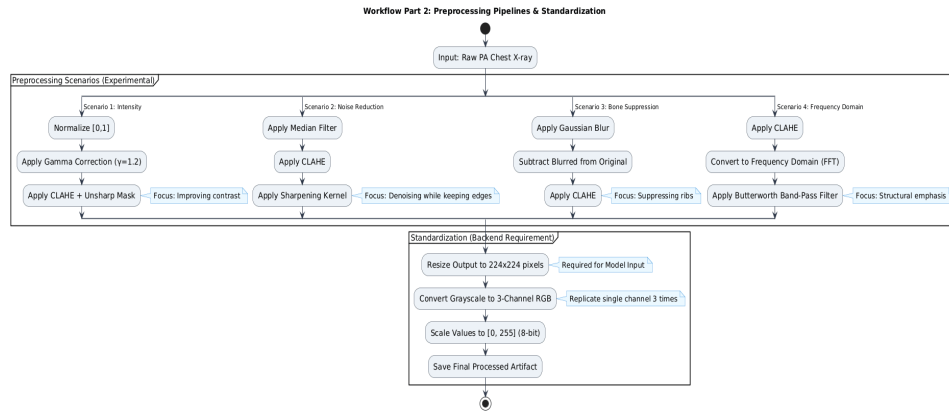 Workflow Part 2: Preprocessing Pipelines & Standardization
Input: Raw PA Chest X-ray
Preprocessing Scenarios (Experimental)
Scenario 1: Intensity
Normalize [0,1]
Apply Gamma Correction (γ=1.2)
Apply CLAHE + Unsharp Mask
Focus: Improving contrast
Scenario 2: Noise Reduction
Apply Median Filter
Apply CLAHE
Apply Sharpening Kernel
Focus: Denoising while keeping edges
Scenario 3: Bone Suppression
Apply Gaussian Blur
Subtract Blurred from Original
Apply CLAHE
Focus: Suppressing ribs
Scenario 4: Frequency Domain
Apply CLAHE
Convert to Frequency Domain (FFT)
Apply Butterworth Band-Pass Filter
Focus: Structural emphasis
Standardization (Backend Requirement)
Resize Output to 224x224 pixels
Required for Model Input
Convert Grayscale to 3-Channel RGB
Replicate single channel 3 times
Scale Values to [0, 255] (8-bit)
Save Final Processed Artifact